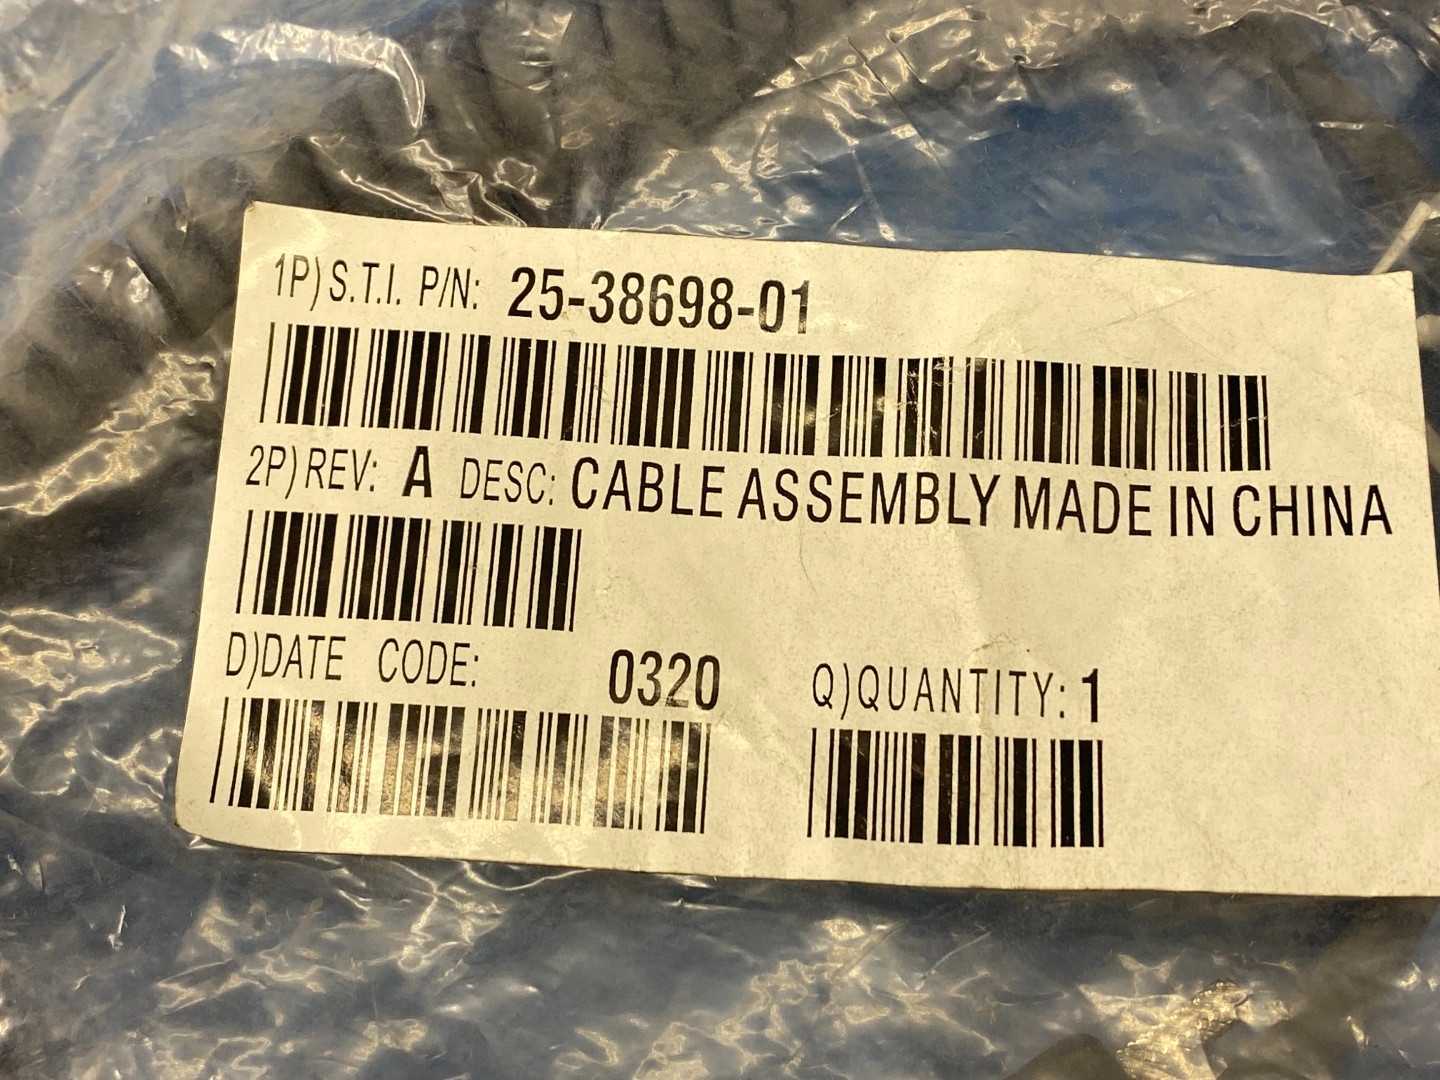 1P) S.T.I. P/N: 25-38698-01
2P) REV: A DESC: CABLE ASSEMBLY MADE IN CHINA
D)DATE CODE: 0320 Q)QUANTITY: 1